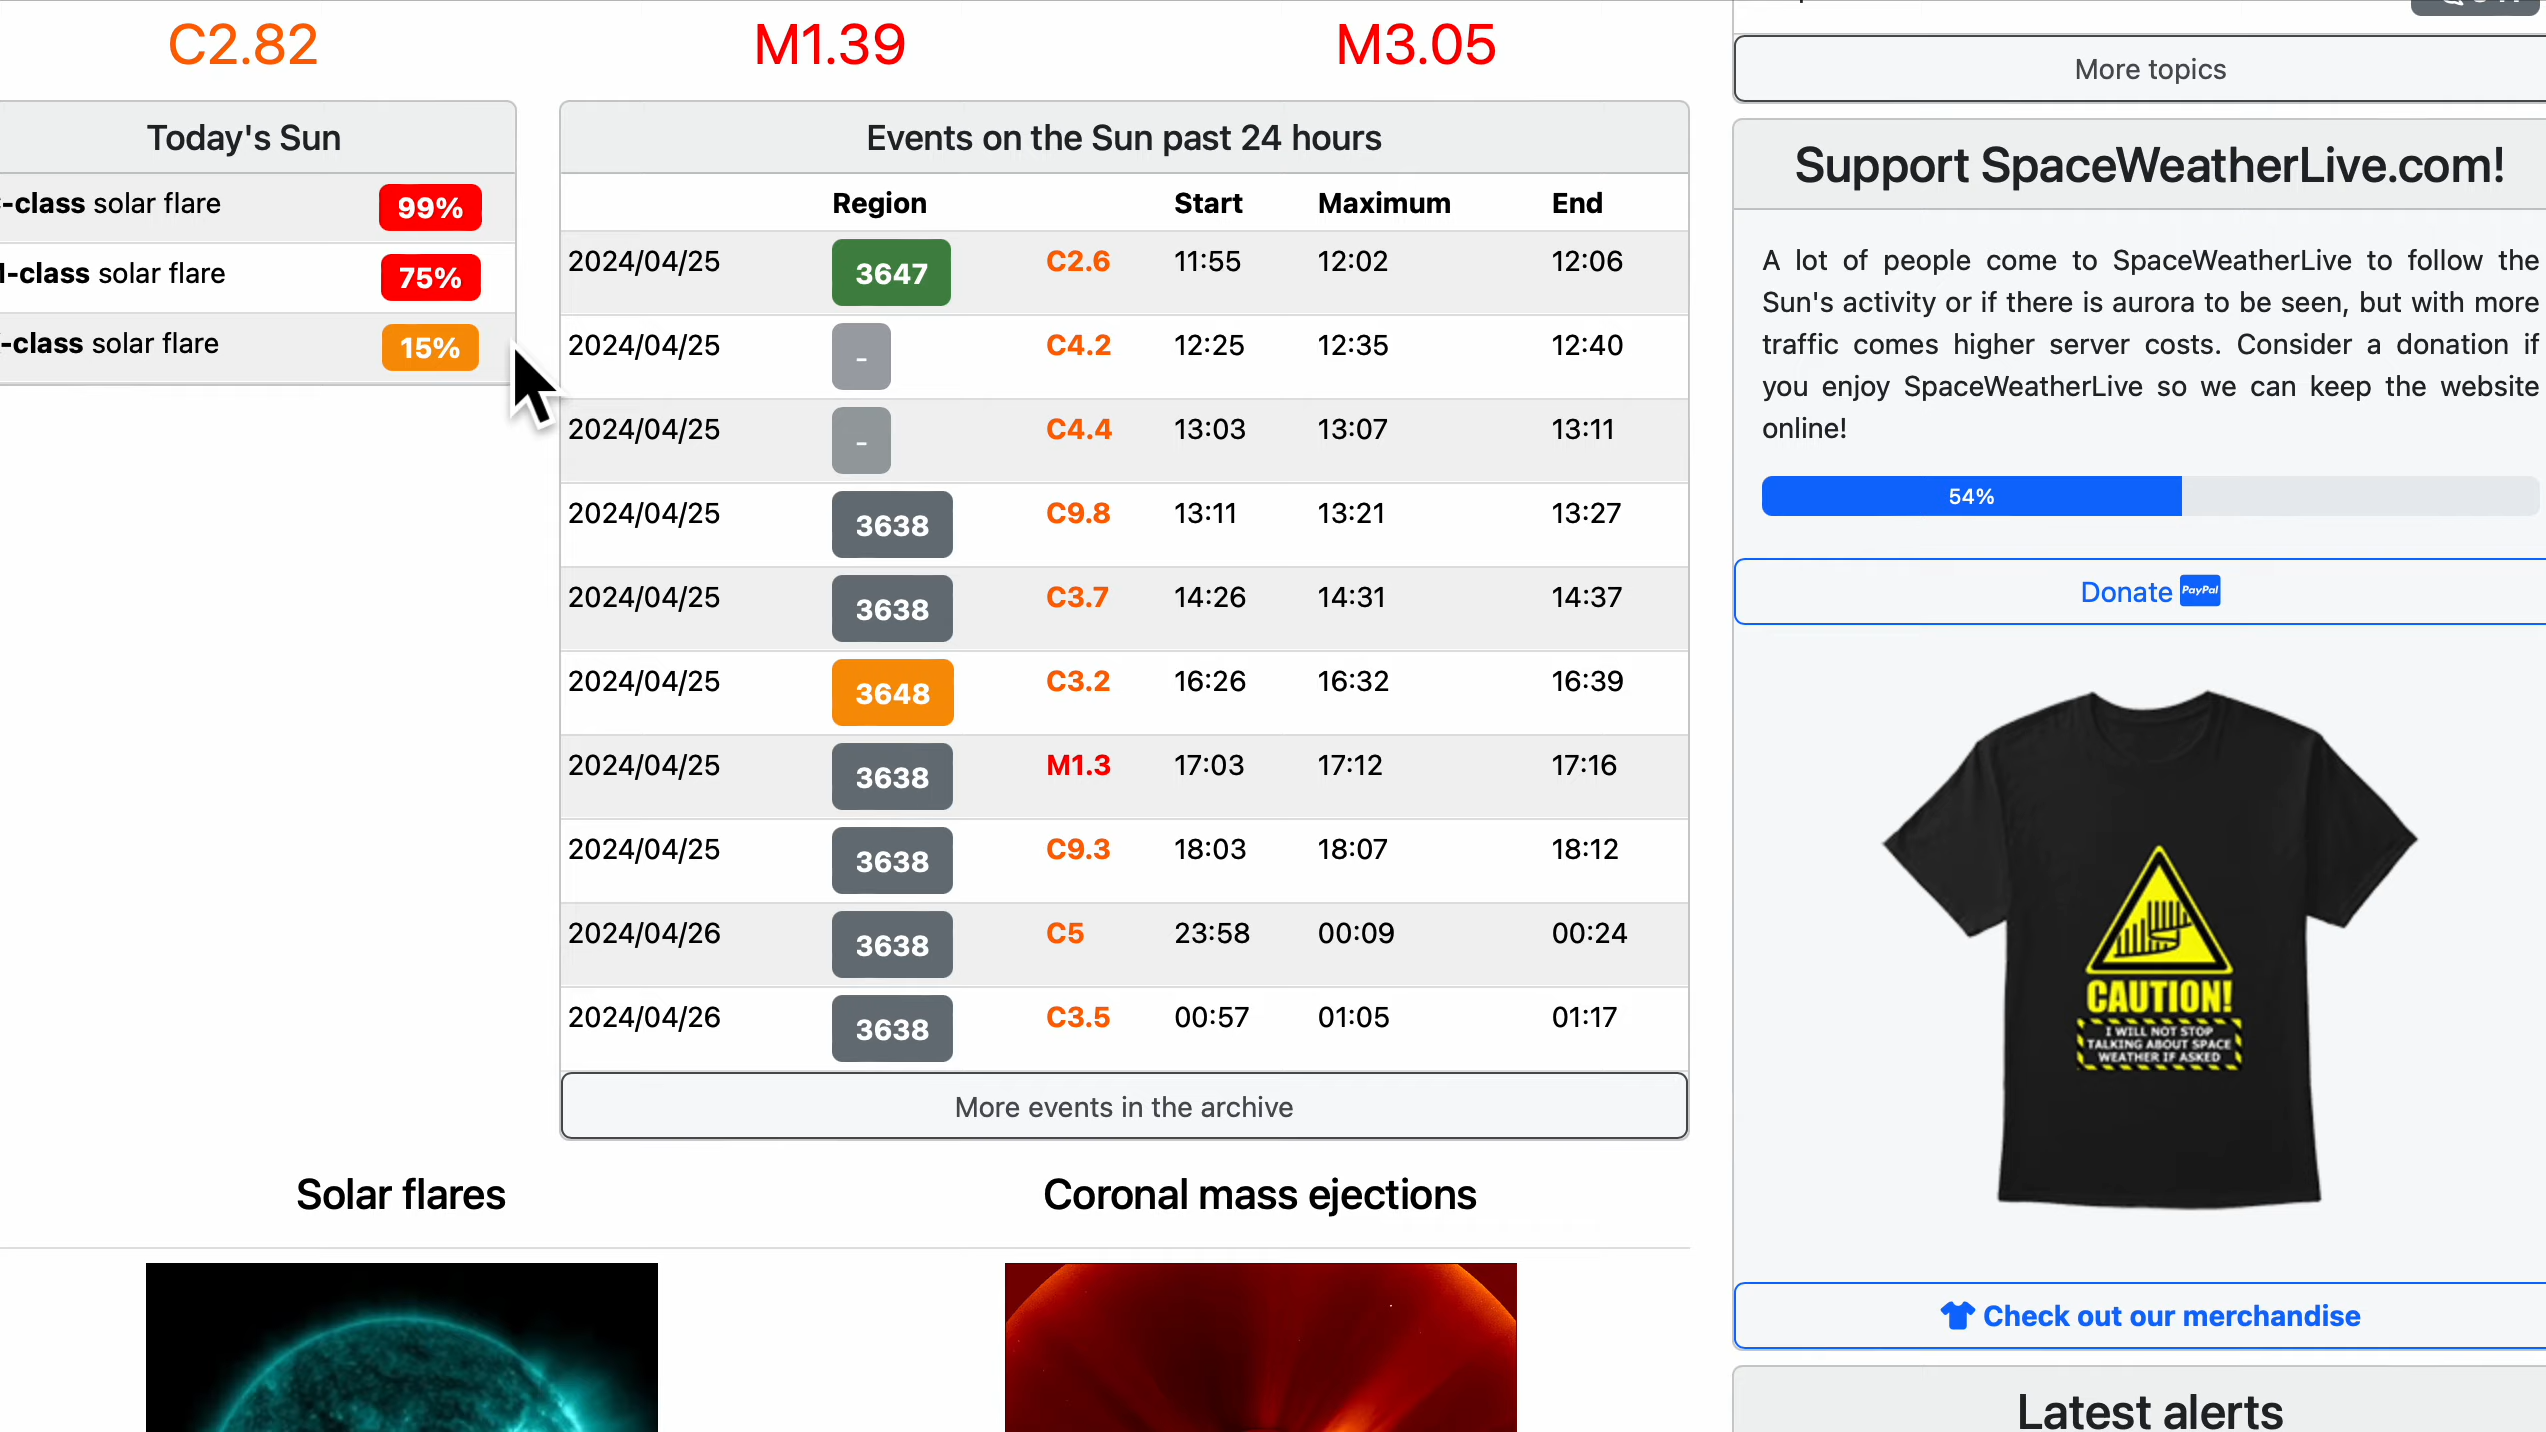 C2.82 M1.39 M3.05
Today's Sun
-class solar flare 99%
-class solar flare 75%
-class solar flare 15%
Events on the Sun past 24 hours
Region Start Maximum End
2024/04/25 3647 C2.6 11:55 12:02 12:06
2024/04/25 - C4.2 12:25 12:35 12:40
2024/04/25 - C4.4 13:03 13:07 13:11
2024/04/25 3638 C9.8 13:11 13:21 13:27
2024/04/25 3638 C3.7 14:26 14:31 14:37
2024/04/25 3648 C3.2 16:26 16:32 16:39
2024/04/25 3638 M1.3 17:03 17:12 17:16
2024/04/25 3638 C9.3 18:03 18:07 18:12
2024/04/26 3638 C5 23:58 00:09 00:24
2024/04/26 3638 C3.5 00:57 01:05 01:17
More events in the archive
Solar flares
Coronal mass ejections
More topics
Support SpaceWeatherLive.com!
A lot of people come to SpaceWeatherLive to follow the
Sun's activity or if there is aurora to be seen, but with more
traffic comes higher server costs. Consider a donation if
you enjoy SpaceWeatherLive so we can keep the website
online!
54%
Donate PayPal
CAUTION!
I WILL NOT STOP
TALKING ABOUT SPACE
WEATHER IF ASKED
Check out our merchandise
Latest alerts